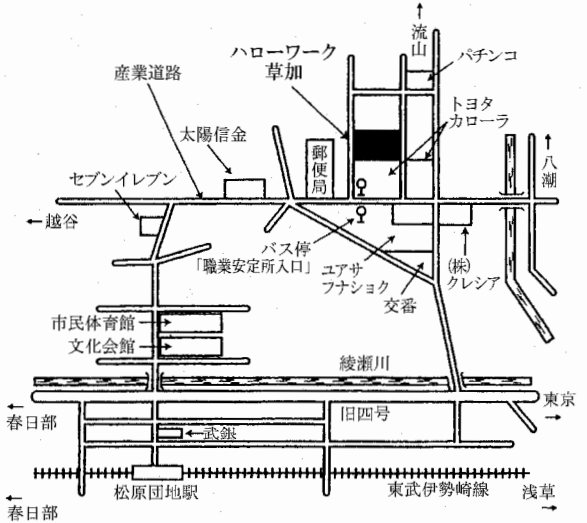 流山
パチンコ
ハローワーク
草加
産業道路
トヨタ
カローラ
太陽信金
郵便局
八潮
セブンイレブン
越谷
バス停
「職業安定所入口」
ユアサ
フナショク
(株)
クレシア
交番
市民体育館
文化会館
綾瀬川
春日部
旧四号
東京
武銀
松原団地駅
東武伊勢崎線
浅草
春日部